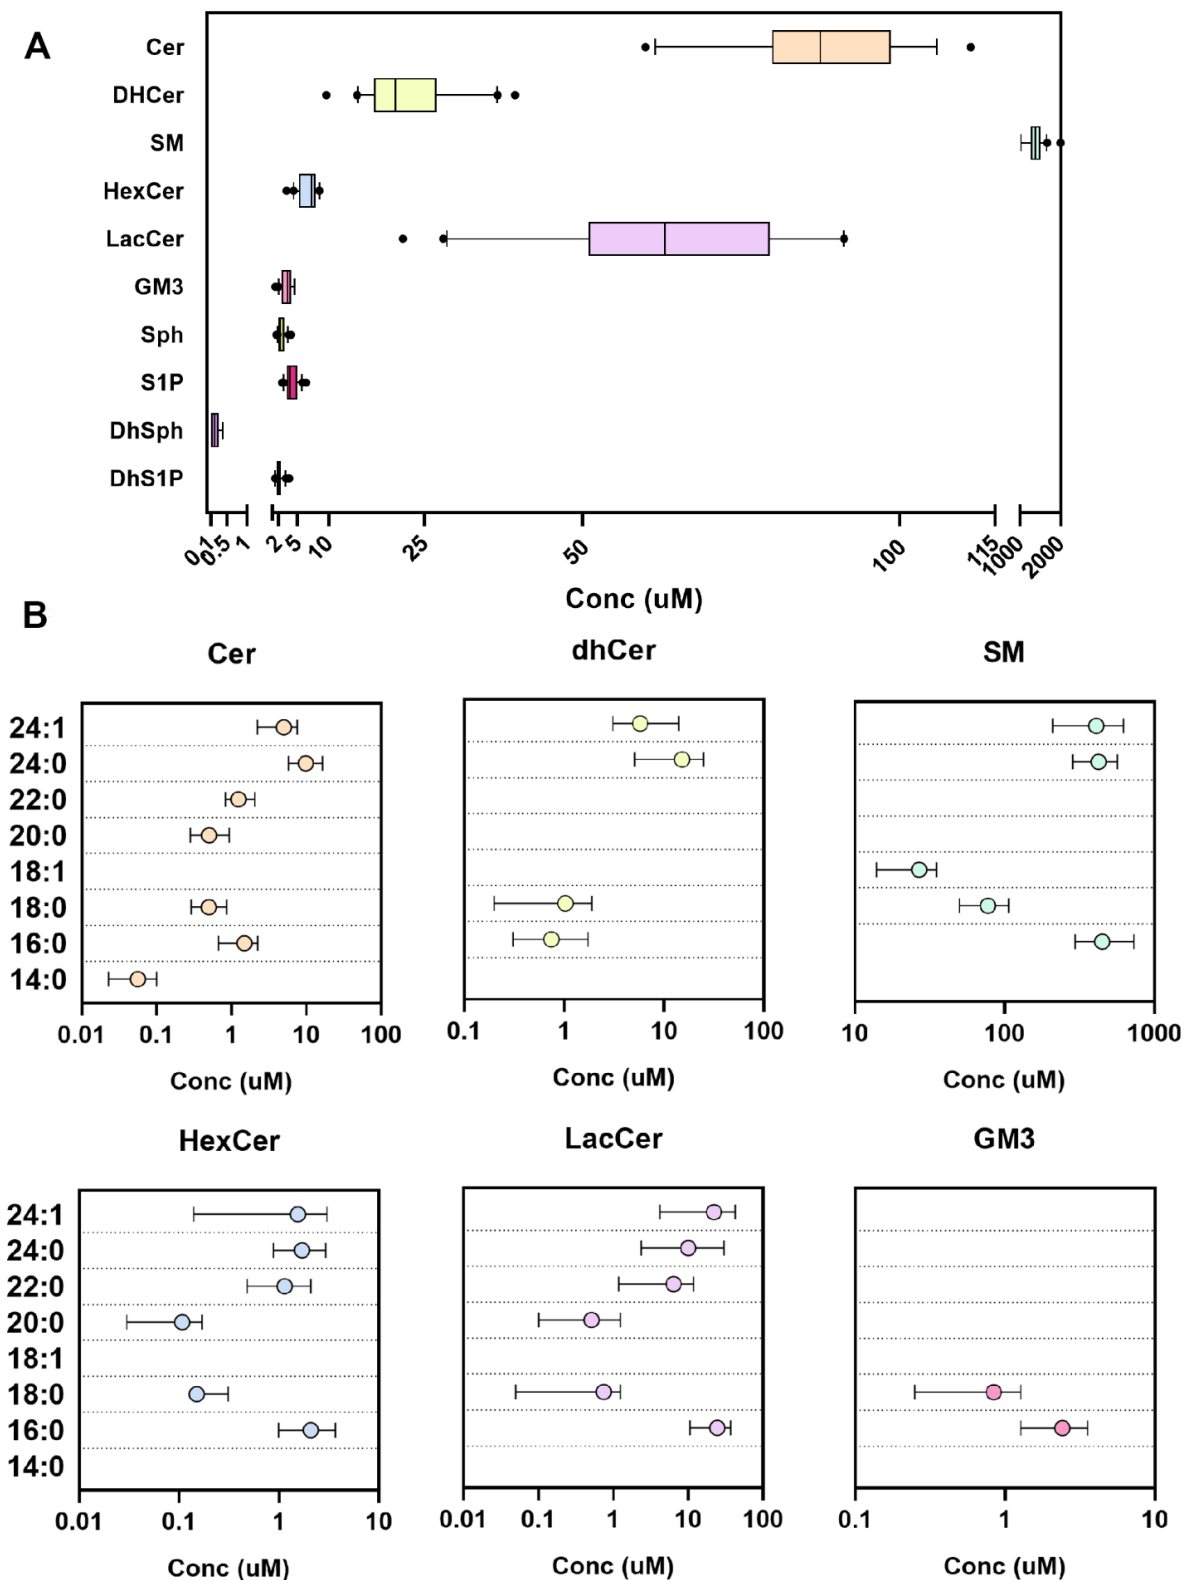 A
Cer
DHCer
SM
HexCer
LacCer
GM3
Sph
S1P
DhSph
DhS1P
0.1 0.5 1 2 5 10 25 50 100 115 1000 2000
Conc (uM)
B
Cer dhCer SM
24:1
24:0
22:0
20:0
18:1
18:0
16:0
14:0
0.01 0.1 1 10 100 0.1 1 10 100 10 100 1000
Conc (uM) Conc (uM) Conc (uM)
HexCer LacCer GM3
24:1
24:0
22:0
20:0
18:1
18:0
16:0
14:0
0.01 0.1 1 10 0.01 0.1 1 10 100 0.1 1 10
Conc (uM) Conc (uM) Conc (uM)